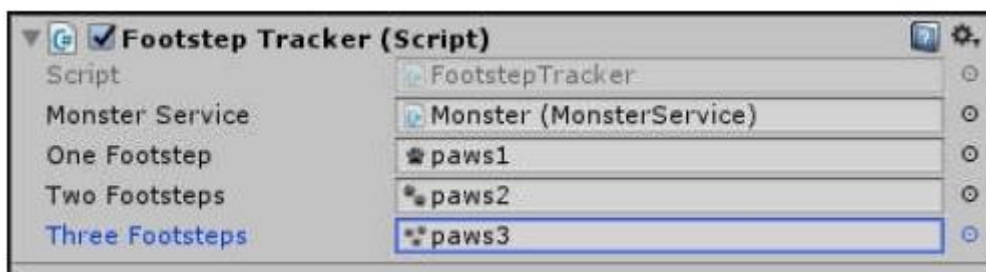 Footstep Tracker (Script)
Script FootstepTracker
Monster Service Monster (MonsterService)
One Footstep paws1
Two Footsteps paws2
Three Footsteps paws3